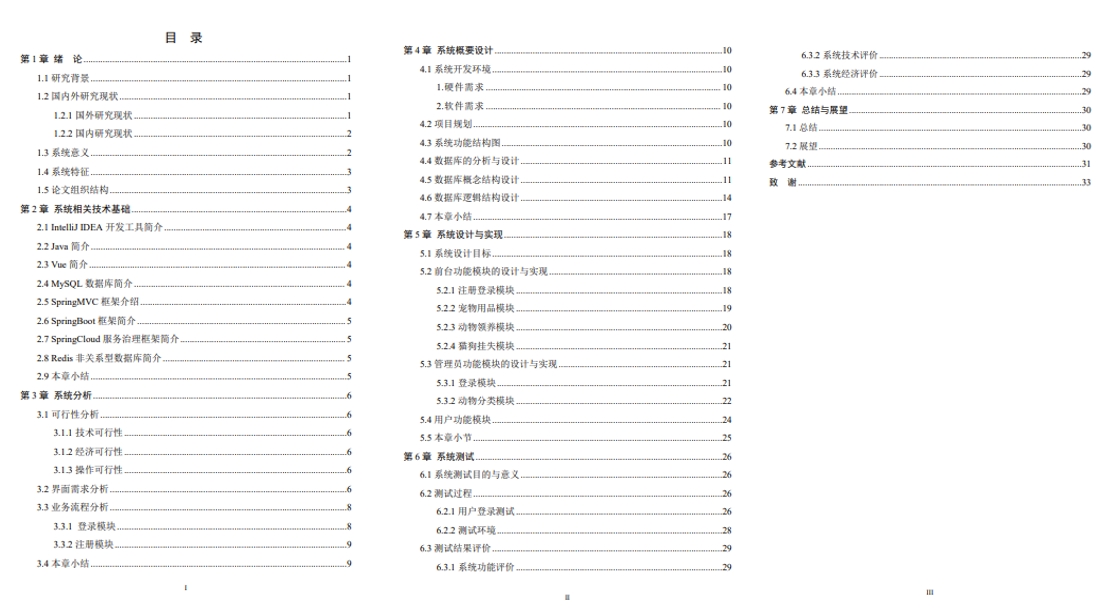 目 录
第 1 章 绪 论 1
1.1 研究背景 1
1.2 国内外研究现状 1
1.2.1 国外研究现状 1
1.2.2 国内研究现状 2
1.3 系统意义 2
1.4 系统特征 3
1.5 论文组织结构 3
第 2 章 系统相关技术基础 4
2.1 IntelliJ IDEA 开发工具简介 4
2.2 Java 简介 4
2.3 Vue 简介 4
2.4 MySQL 数据库简介 4
2.5 SpringMVC 框架介绍 4
2.6 SpringBoot 框架简介 5
2.7 SpringCloud 服务治理框架简介 5
2.8 Redis 非关系型数据库简介 5
2.9 本章小结 5
第 3 章 系统分析 6
3.1 可行性分析 6
3.1.1 技术可行性 6
3.1.2 经济可行性 6
3.1.3 操作可行性 6
3.2 界面需求分析 6
3.3 业务流程分析 8
3.3.1 登录模块 8
3.3.2 注册模块 9
3.4 本章小结 9
I
第 4 章 系统概要设计 10
4.1 系统开发环境 10
1.硬件需求 10
2.软件需求 10
4.2 项目规划 10
4.3 系统功能结构图 10
4.4 数据库的分析与设计 11
4.5 数据库概念结构设计 11
4.6 数据库逻辑结构设计 14
4.7 本章小结 17
第 5 章 系统设计与实现 18
5.1 系统设计目标 18
5.2 前台功能模块的设计与实现 18
5.2.1 注册登录模块 18
5.2.2 宠物用品模块 19
5.2.3 动物领养模块 20
5.2.4 猫狗挂失模块 21
5.3 管理员功能模块的设计与实现 21
5.3.1 登录模块 21
5.3.2 动物分类模块 22
5.4 用户功能模块 24
5.5 本章小节 25
第 6 章 系统测试 26
6.1 系统测试目的与意义 26
6.2 测试过程 26
6.2.1 用户登录测试 26
6.2.2 测试环境 28
6.3 测试结果评价 29
6.3.1 系统功能评价 29
II
6.3.2 系统技术评价 29
6.3.3 系统经济评价 29
6.4 本章小结 29
第 7 章 总结与展望 30
7.1 总结 30
7.2 展望 30
参考文献 31
致 谢 33
III